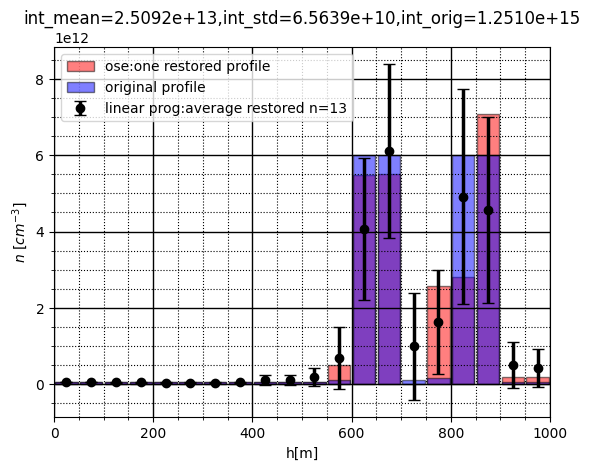 int_mean=2.5092e+13,int_std=6.5639e+10,int_orig=1.2510e+15
1e12
ose:one restored profile
original profile
linear prog:average restored n=13
8
6
4
2
0
n [cm⁻³]
0 200 400 600 800 1000
h[m]